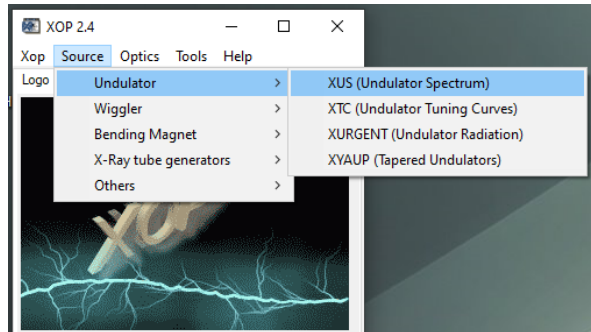 XOP 2.4
Xop Source Optics Tools Help
Logo
Undulator
Wiggler
Bending Magnet
X-Ray tube generators
Others
XUS (Undulator Spectrum)
XTC (Undulator Tuning Curves)
XURGENT (Undulator Radiation)
XYAUP (Tapered Undulators)
XOP